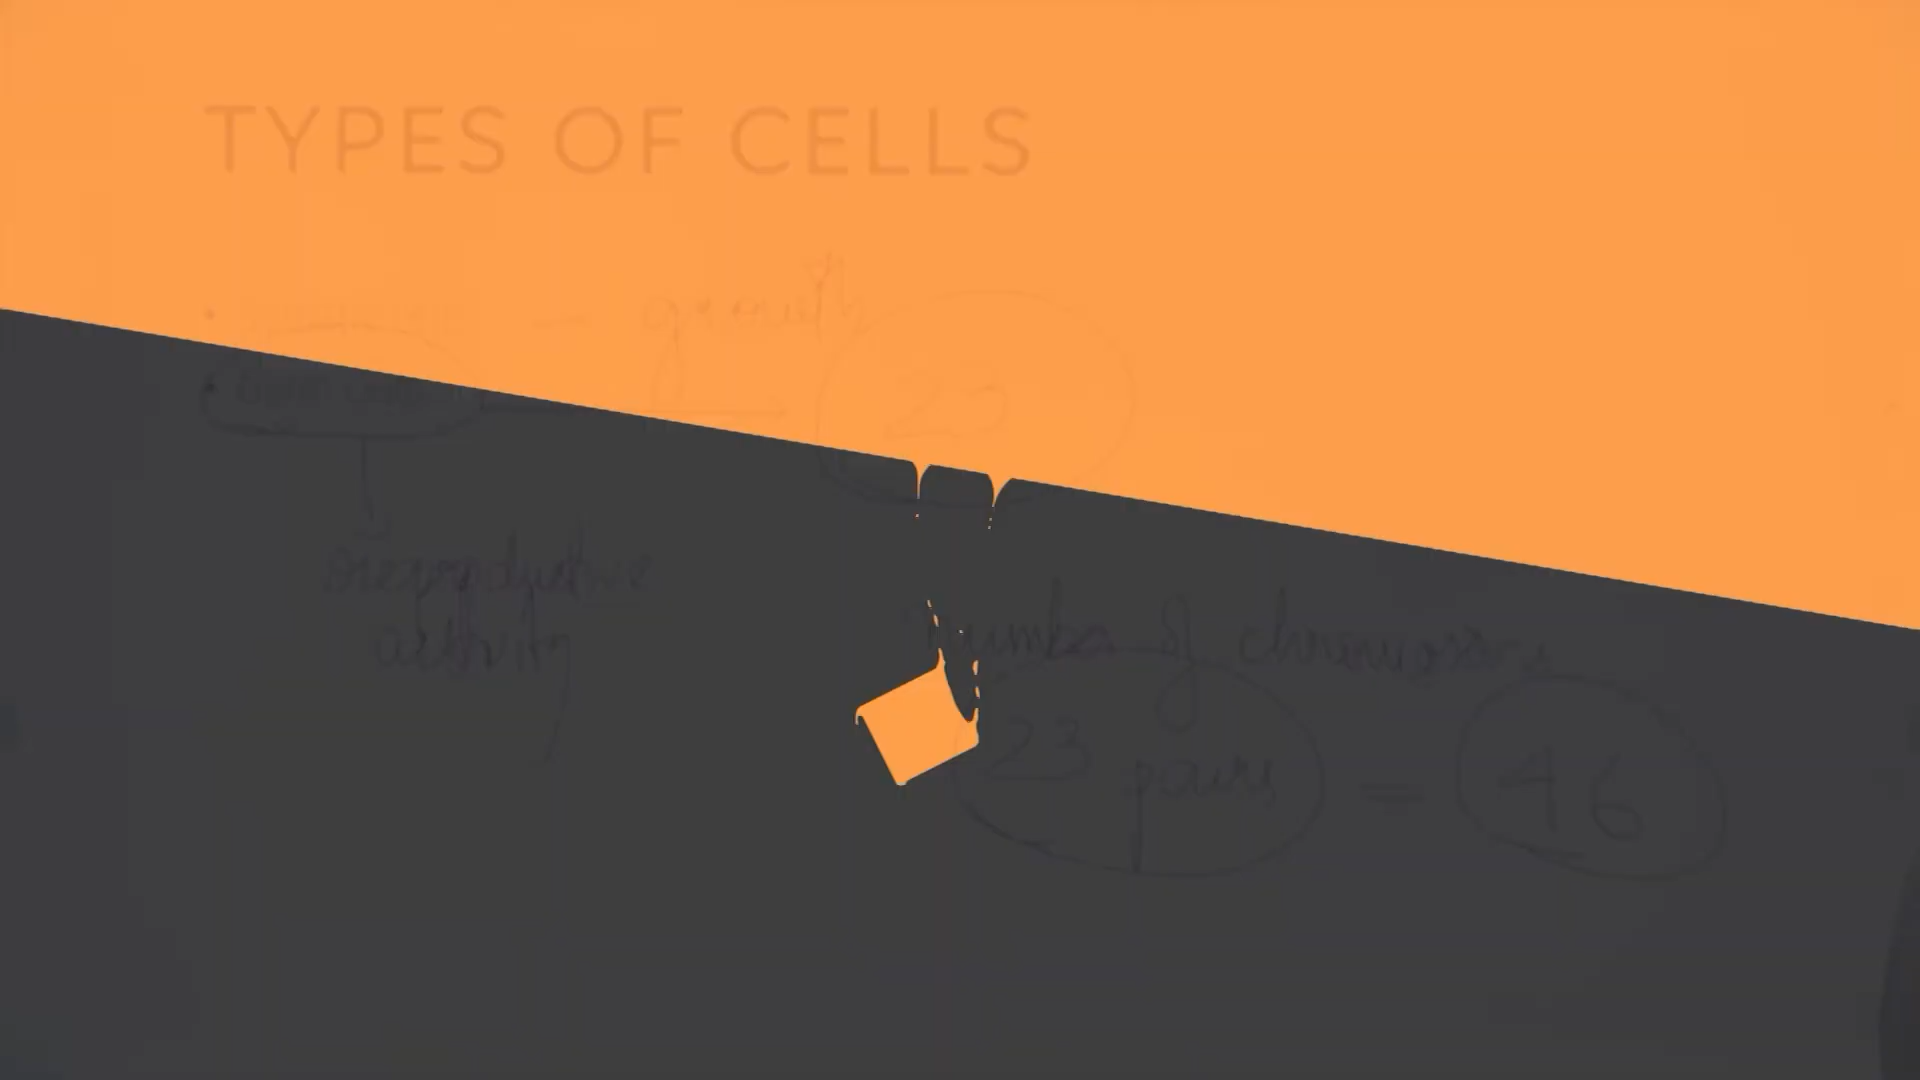 TYPES OF CELLS
growth
23
reproductive
activity
number of chromosomes
23 pairs = 46